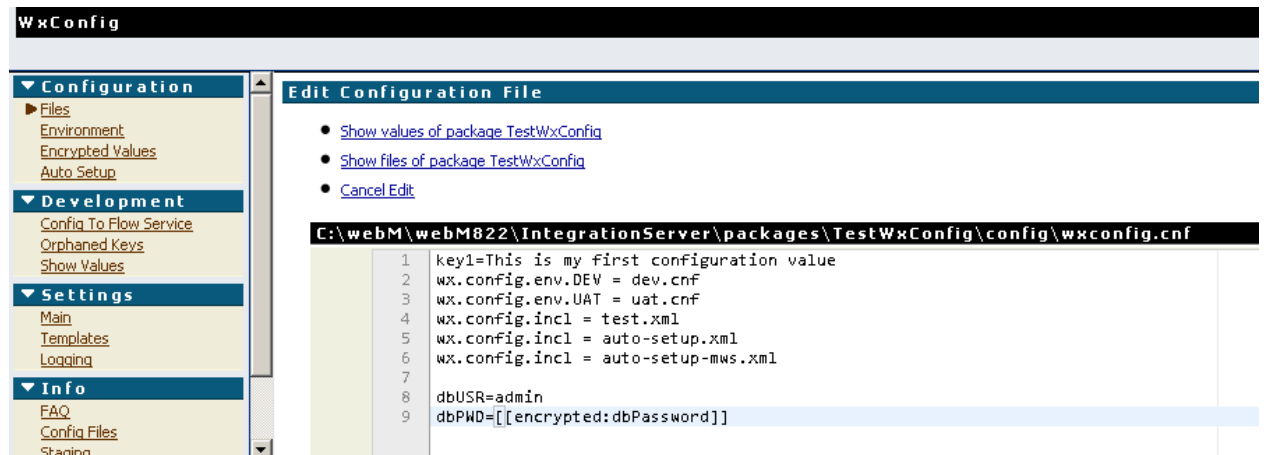 WxConfig
Configuration
Files
Environment
Encrypted Values
Auto Setup
Development
Config To Flow Service
Orphaned Keys
Show Values
Settings
Main
Templates
Logging
Info
FAQ
Config Files
Staging
Edit Configuration File
Show values of package TestWxConfig
Show files of package TestWxConfig
Cancel Edit
C:\webM\webM822\IntegrationServer\packages\TestWxConfig\config\wxconfig.cnf
1 key1=This is my first configuration value
2 wx.config.env.DEV = dev.cnf
3 wx.config.env.UAT = uat.cnf
4 wx.config.incl = test.xml
5 wx.config.incl = auto-setup.xml
6 wx.config.incl = auto-setup-mws.xml
7
8 dbUSR=admin
9 dbPWD=[[encrypted:dbPassword]]